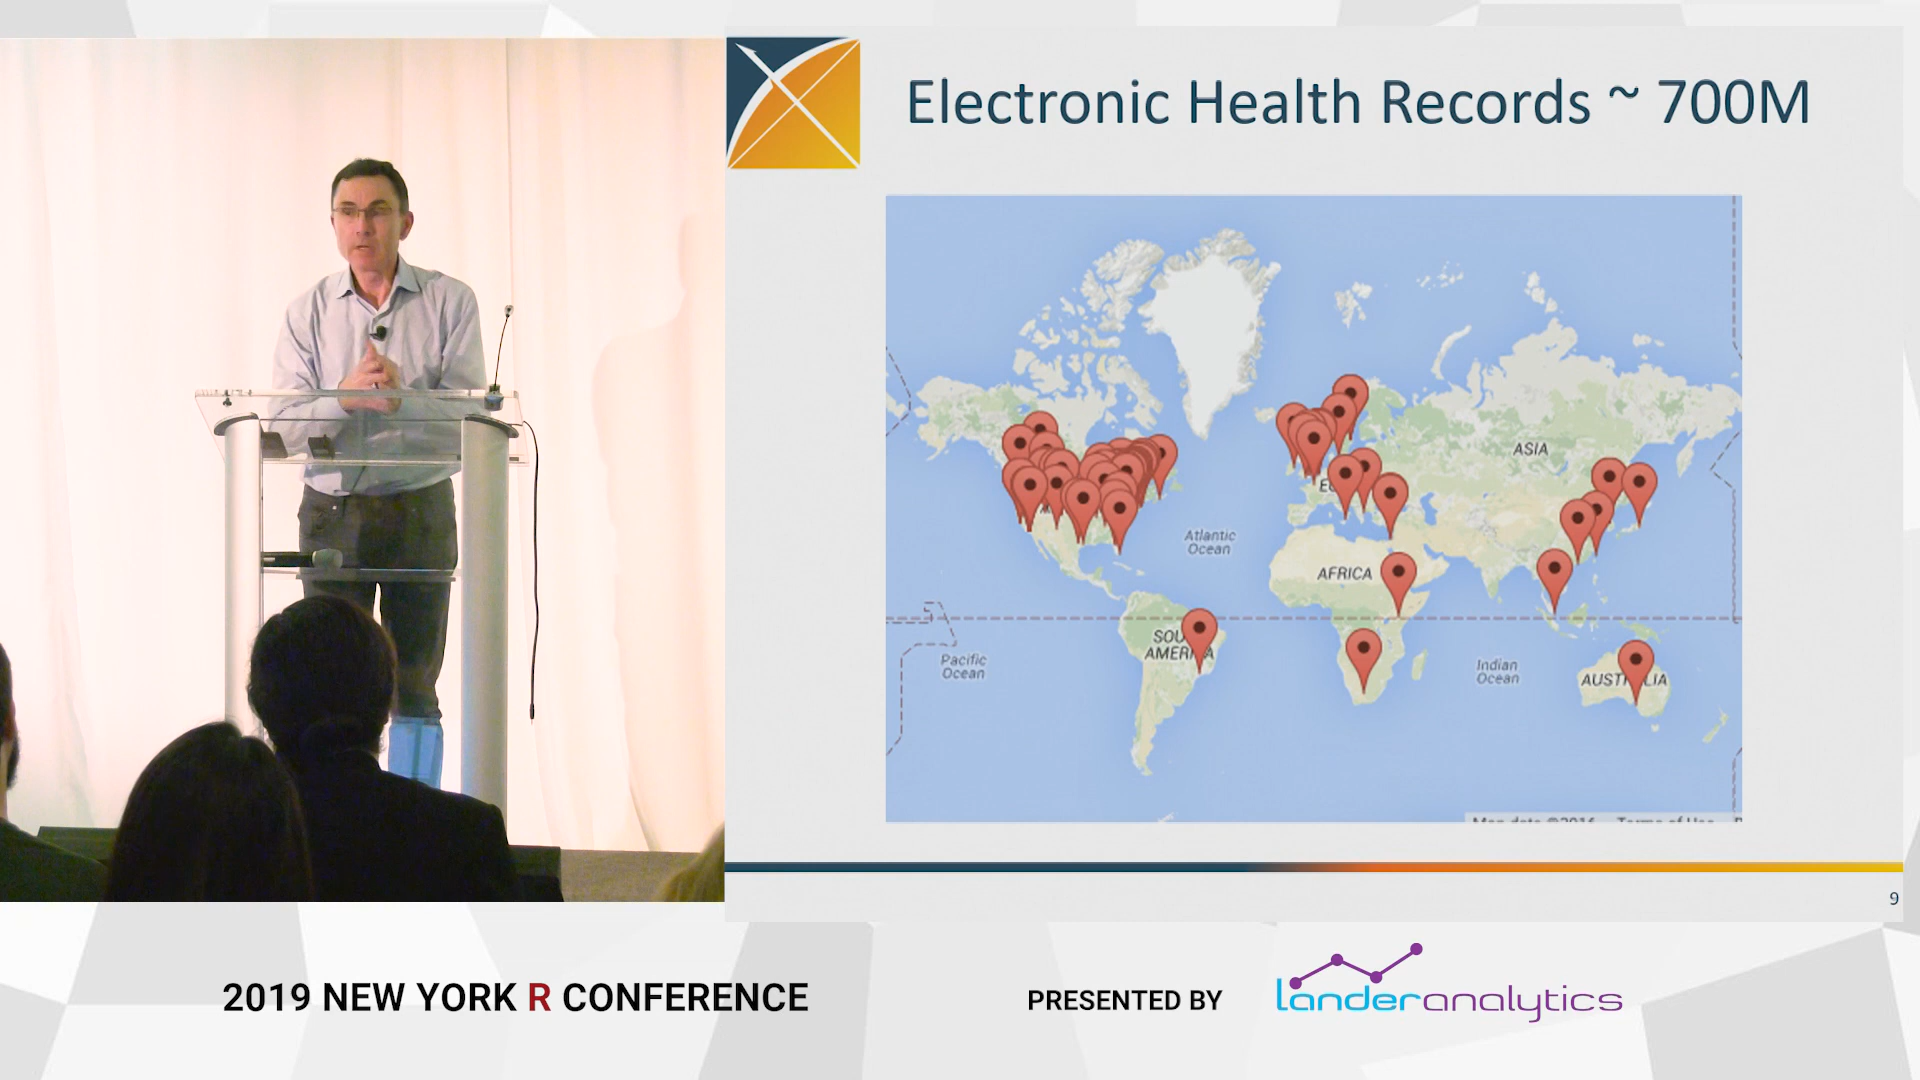 Electronic Health Records ~ 700M
ASIA
Atlantic
Ocean
AFRICA
Pacific
Ocean
Indian
Ocean
9
2019 NEW YORK R CONFERENCE
PRESENTED BY
landeranalytics